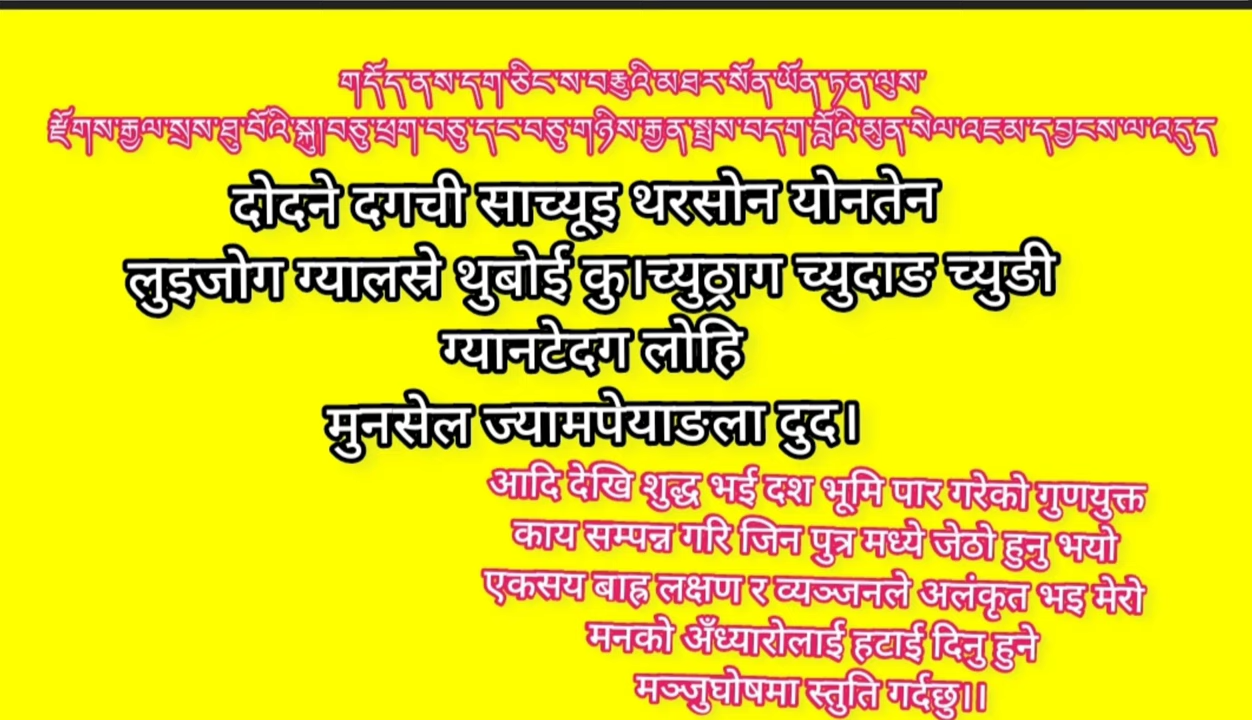 གདོད་ནས་དག་ཅིང་ས་བརྩུའི་མཐར་སོན་ཡོན་ཏན་ལུས་
རྫོགས་རྒྱལ་སྲས་ཐུ་བོའི་སྐུ།བཅུ་ཕྲག་བཅུ་དང་བཅུ་གཉིས་རྒྱན་སྤྲས་བདག་བློའི་མུན་སེལ་འཇམ་དབྱངས་ལ་འདུད
दोदने दगची साच्यूइ थरसोन योनतेन
लुइजोग ग्यालस्रे थुबोई कु।च्युठ्राग च्युदाङ च्युङी
ग्यानटेदग लोहि
मुनसेल ज्यामपेयाङला दुद।
आदि देखि शुद्ध भई दश भूमि पार गरेको गुणयुक्त
काय सम्पन्न गरि जिन पुत्र मध्ये जेठो हुनु भयो
एकसय बाह्र लक्षण र व्यञ्जनले अलंकृत भइ मेरो
मनको अँध्यारोलाई हटाई दिनु हुने
मञ्जुघोषमा स्तुति गर्दछु।।